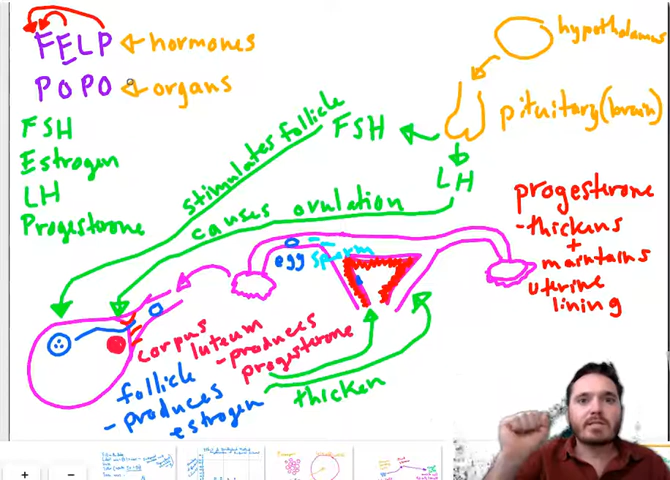 FELP hormones
POPO organs
FSH
Estrogen
LH
Progesterone
hypothalamus
pituitary (brain)
FSH
LH
stimulates follicle
causes ovulation
egg sperm
progesterone
- thickens
+
maintains
uterine
lining
corpus
luteum
- produces
progesterone
follicle
- produces
estrogen
thicken
+
−